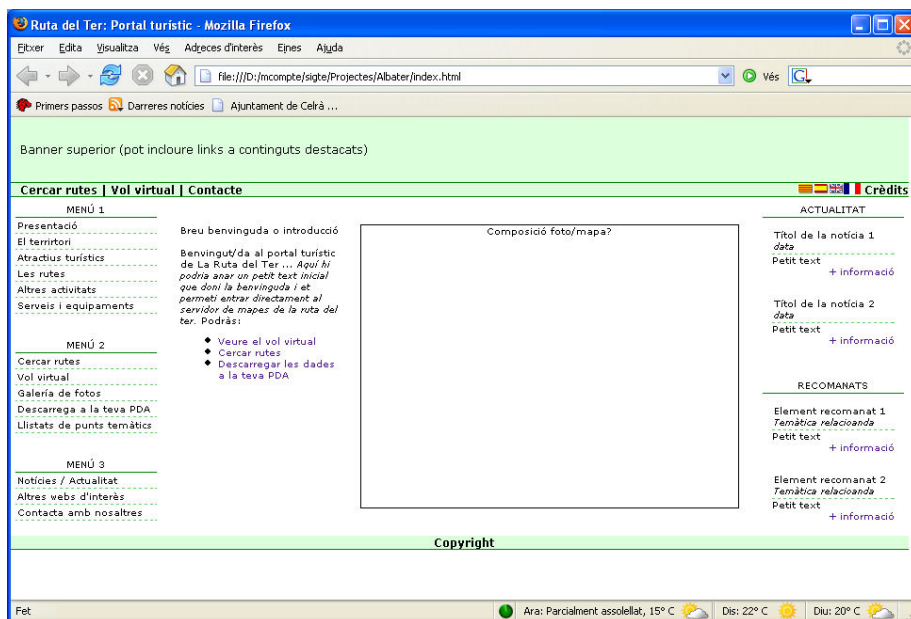 Ruta del Ter: Portal turístic - Mozilla Firefox
Fitxer Edita Visualitza Vés Adreces d'interès Eines Ajuda
file:///D:/mcompte/sigte/Projectes/Albater/index.html Vés
Primers passos Darreres notícies Ajuntament de Celrà ...
Banner superior (pot incloure links a continguts destacats)
Cercar rutes | Vol virtual | Contacte Crèdits
MENÚ 1
Presentació
El terrirtori
Atractius turístics
Les rutes
Altres activitats
Serveis i equipaments
MENÚ 2
Cercar rutes
Vol virtual
Galería de fotos
Descarrega a la teva PDA
Llistats de punts temàtics
MENÚ 3
Notícies / Actualitat
Altres webs d'interès
Contacta amb nosaltres
Breu benvinguda o introducció
Benvingut/da al portal turístic
de La Ruta del Ter ... Aquí hi
podria anar un petit text inicial
que doni la benvinguda i et
permeti entrar directament al
servidor de mapes de la ruta del
ter. Podràs:
Veure el vol virtual
Cercar rutes
Descarregar les dades
a la teva PDA
Composició foto/mapa?
ACTUALITAT
Títol de la notícia 1
data
Petit text
+ informació
Títol de la notícia 2
data
Petit text
+ informació
RECOMANATS
Element recomanat 1
Temàtica relacioanda
Petit text
+ informació
Element recomanat 2
Temàtica relacioanda
Petit text
+ informació
Copyright
Fet Ara: Parcialment assolellat, 15° C Dis: 22° C Diu: 20° C